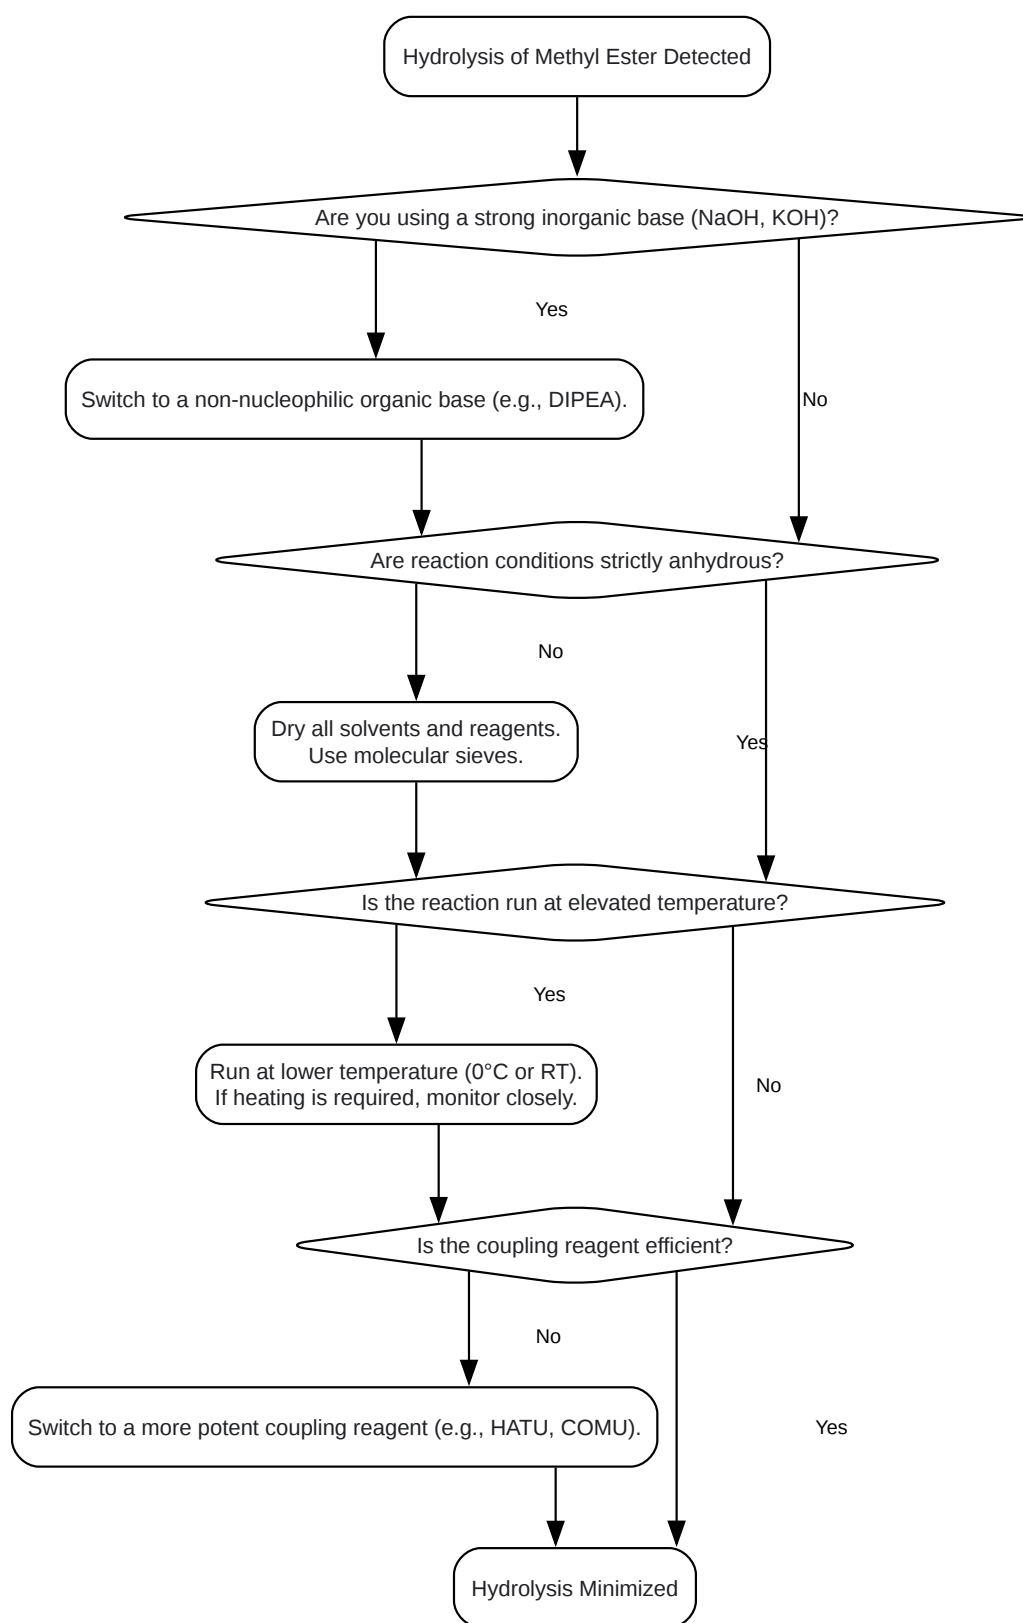 Hydrolysis of Methyl Ester Detected
Are you using a strong inorganic base (NaOH, KOH)?
Yes
Switch to a non-nucleophilic organic base (e.g., DIPEA).
No
Are reaction conditions strictly anhydrous?
No
Dry all solvents and reagents.
Use molecular sieves.
Yes
Is the reaction run at elevated temperature?
Yes
Run at lower temperature (0°C or RT).
If heating is required, monitor closely.
No
Is the coupling reagent efficient?
No
Switch to a more potent coupling reagent (e.g., HATU, COMU).
Yes
Hydrolysis Minimized